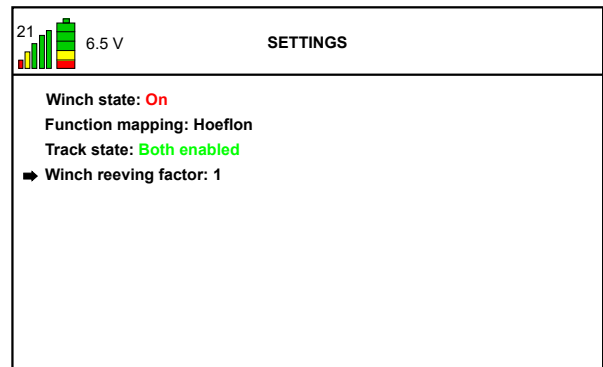 21
6.5 V
SETTINGS
Winch state: On
Function mapping: Hoeflon
Track state: Both enabled
Winch reeving factor: 1